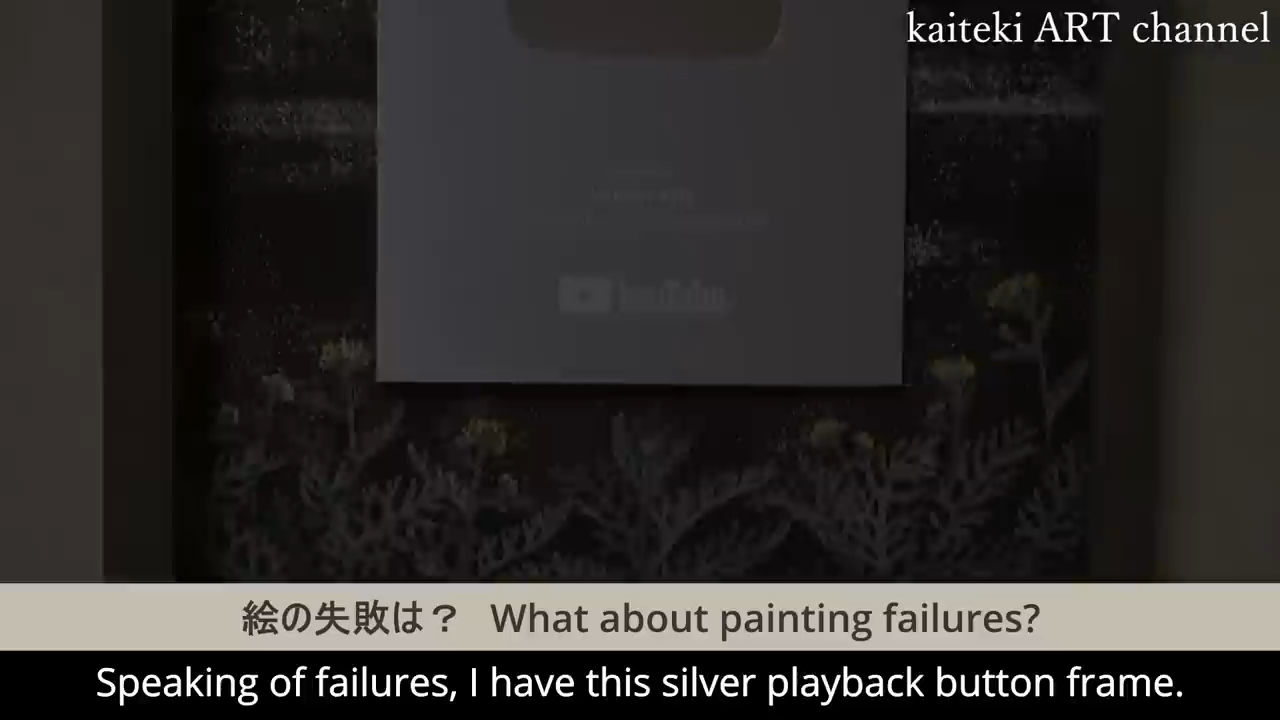 kaiteki ART channel
YouTube
絵の失敗は? What about painting failures?
Speaking of failures, I have this silver playback button frame.